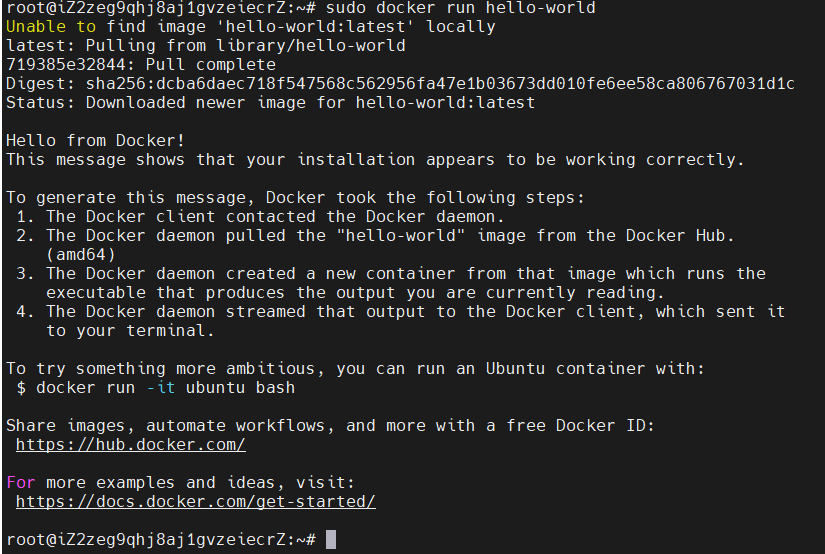 root@iZ2zeg9qhj8aj1gvzeiecrZ:~# sudo docker run hello-world
Unable to find image 'hello-world:latest' locally
latest: Pulling from library/hello-world
719385e32844: Pull complete
Digest: sha256:dcba6daec718f547568c562956fa47e1b03673dd010fe6ee58ca806767031d1c
Status: Downloaded newer image for hello-world:latest

Hello from Docker!
This message shows that your installation appears to be working correctly.

To generate this message, Docker took the following steps:
 1. The Docker client contacted the Docker daemon.
 2. The Docker daemon pulled the "hello-world" image from the Docker Hub.
    (amd64)
 3. The Docker daemon created a new container from that image which runs the
    executable that produces the output you are currently reading.
 4. The Docker daemon streamed that output to the Docker client, which sent it
    to your terminal.

To try something more ambitious, you can run an Ubuntu container with:
 $ docker run -it ubuntu bash

Share images, automate workflows, and more with a free Docker ID:
 https://hub.docker.com/

For more examples and ideas, visit:
 https://docs.docker.com/get-started/

root@iZ2zeg9qhj8aj1gvzeiecrZ:~#